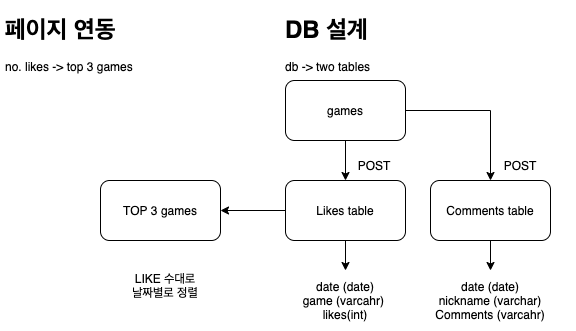 페이지 연동
DB 설계
no. likes -> top 3 games
db -> two tables
games
POST
POST
TOP 3 games
Likes table
Comments table
LIKE 수대로
날짜별로 정렬
date (date)
game (varcahr)
likes(int)
date (date)
nickname (varchar)
Comments (varcahr)